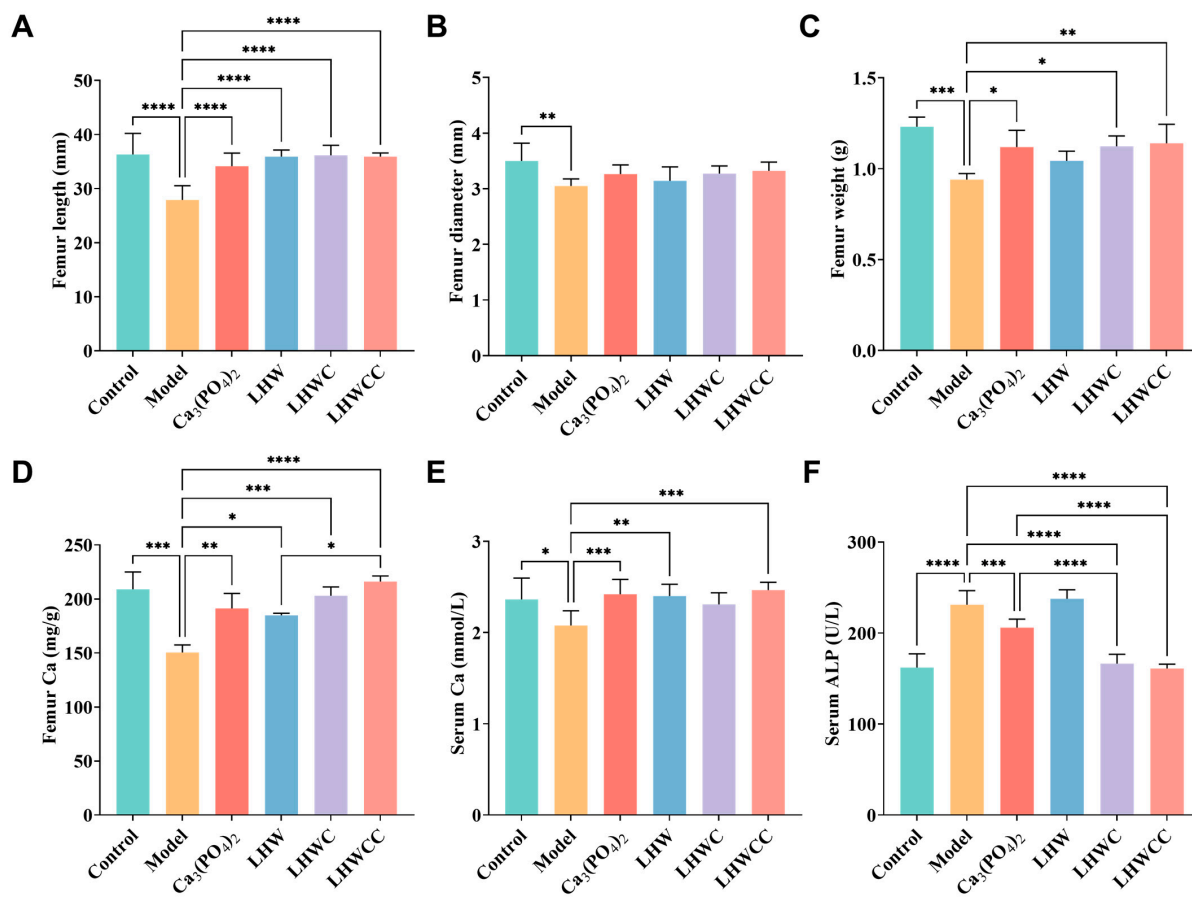 A
Femur length (mm)
50
40
30
20
10
0
****
****
****
****
****
Control
Model
Ca₃(PO₄)₂
LHW
LHWC
LHWCC
B
Femur diameter (mm)
6
5
4
3
2
1
0
**
Control
Model
Ca₃(PO₄)₂
LHW
LHWC
LHWCC
C
Femur weight (g)
1.5
1.0
0.5
0.0
**
*
***
*
Control
Model
Ca₃(PO₄)₂
LHW
LHWC
LHWCC
D
Femur Ca (mg/g)
250
200
150
100
50
0
****
***
*
***
**
*
Control
Model
Ca₃(PO₄)₂
LHW
LHWC
LHWCC
E
Serum Ca (mmol/L)
3
2
1
0
***
**
*
***
Control
Model
Ca₃(PO₄)₂
LHW
LHWC
LHWCC
F
Serum ALP (U/L)
300
200
100
0
****
****
****
****
***
****
Control
Model
Ca₃(PO₄)₂
LHW
LHWC
LHWCC